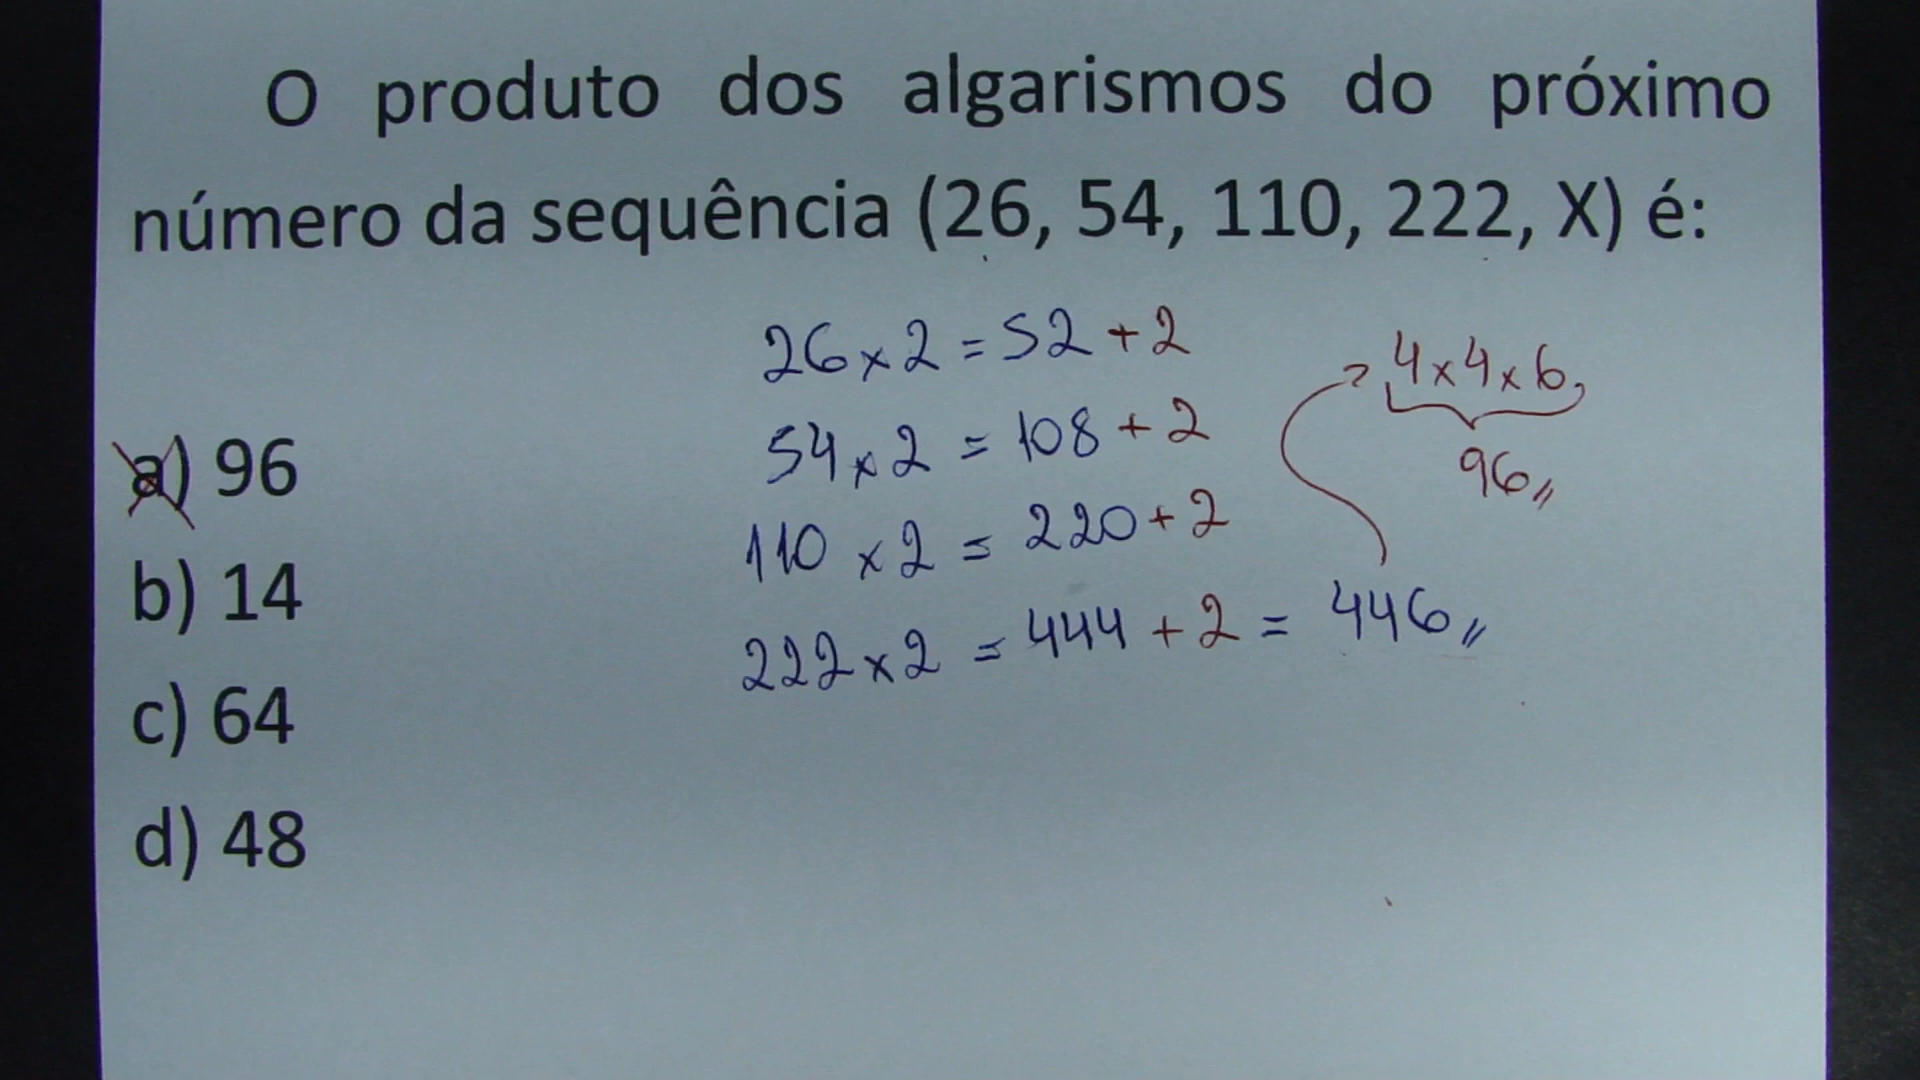 O produto dos algarismos do próximo
número da sequência (26, 54, 110, 222, X) é:
26 x 2 = 52 + 2
54 x 2 = 108 + 2
110 x 2 = 220 + 2
222 x 2 = 444 + 2 = 446,,
4 x 4 x 6,
96,,
a) 96
b) 14
c) 64
d) 48